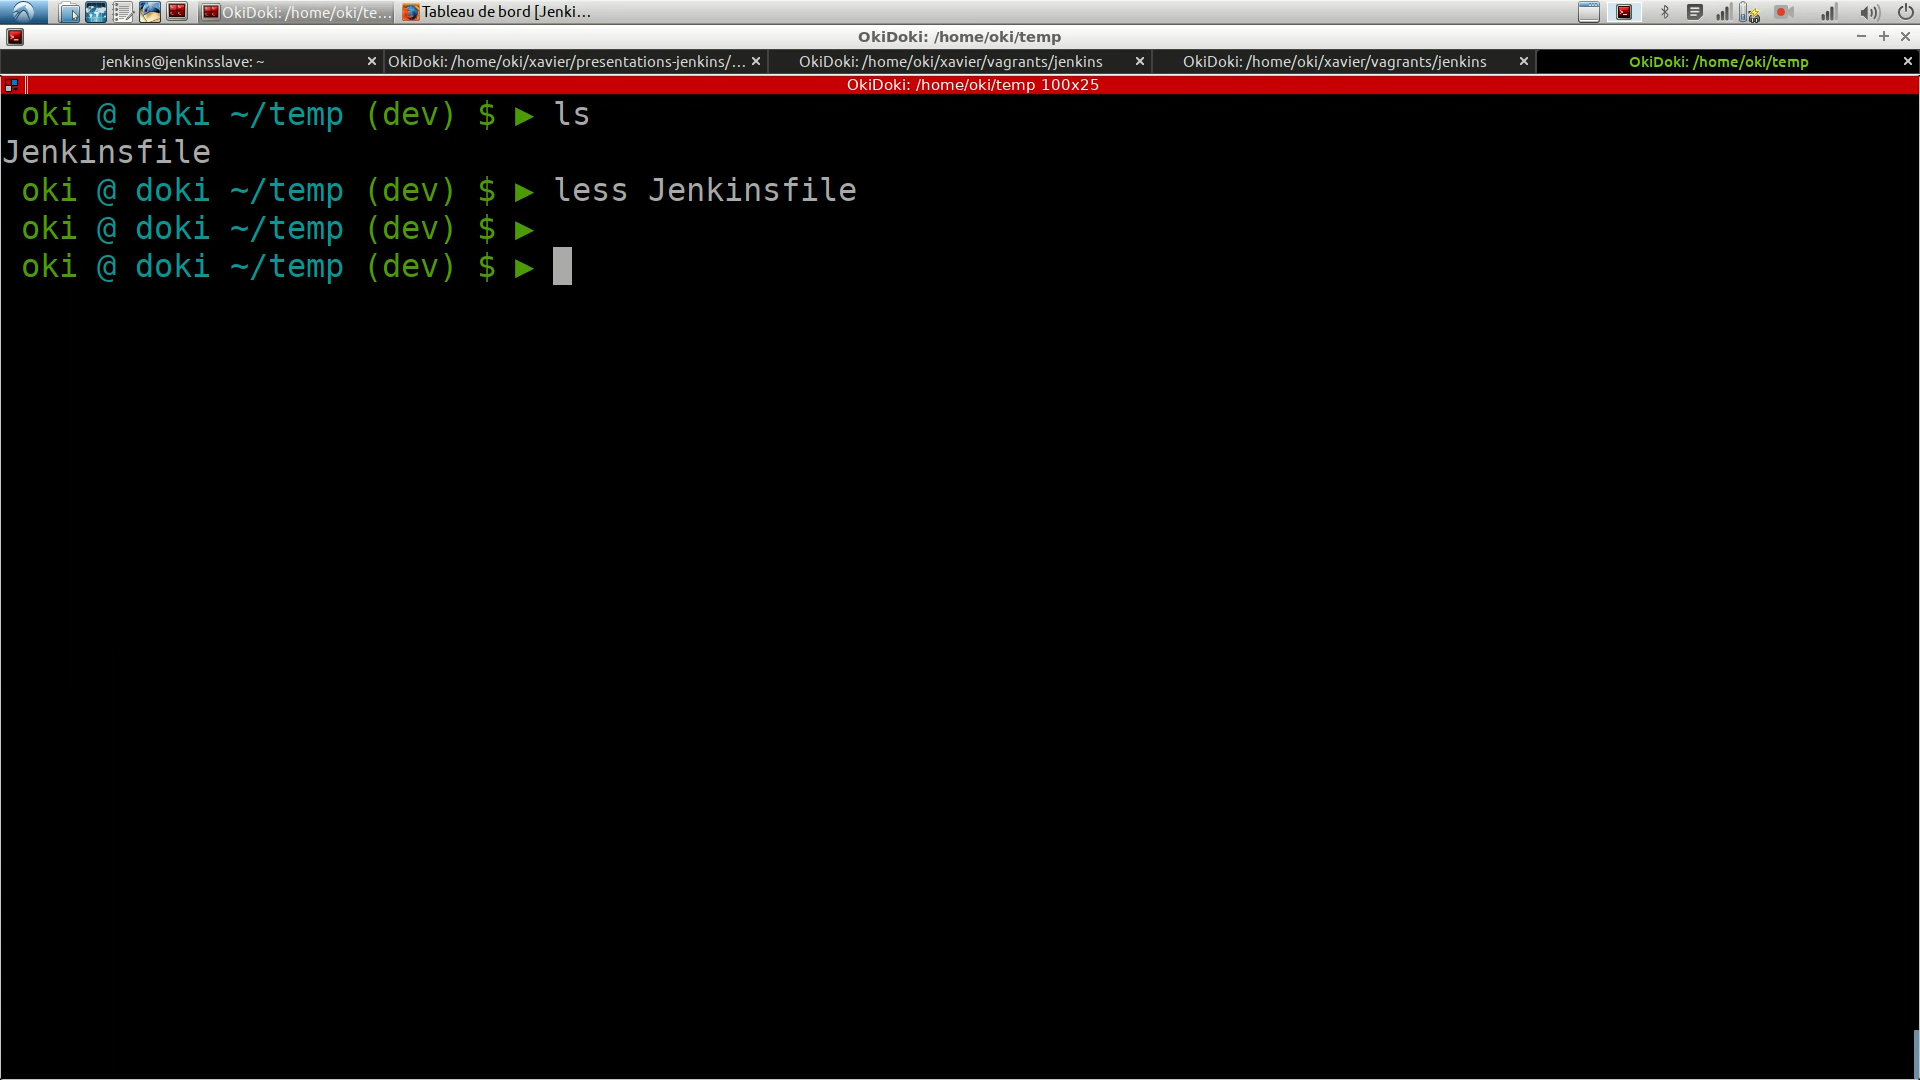 OkiDoki: /home/oki/te...
Tableau de bord [Jenki...
OkiDoki: /home/oki/temp
jenkins@jenkinsslave: ~
OkiDoki: /home/oki/xavier/presentations-jenkins/...
OkiDoki: /home/oki/xavier/vagrants/jenkins
OkiDoki: /home/oki/xavier/vagrants/jenkins
OkiDoki: /home/oki/temp
OkiDoki: /home/oki/temp 100x25
oki @ doki ~/temp (dev) $ ▶ ls
Jenkinsfile
oki @ doki ~/temp (dev) $ ▶ less Jenkinsfile
oki @ doki ~/temp (dev) $ ▶
oki @ doki ~/temp (dev) $ ▶